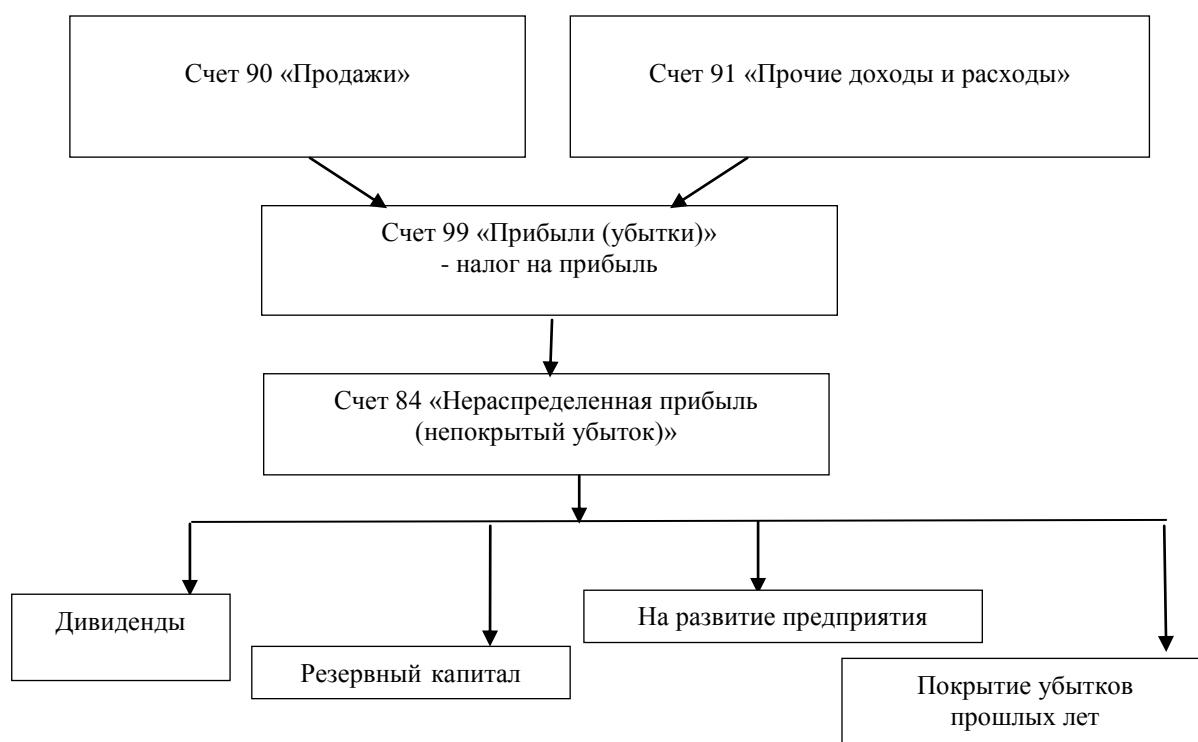 Счет 90 «Продажи»
Счет 91 «Прочие доходы и расходы»
Счет 99 «Прибыли (убытки)»
- налог на прибыль
Счет 84 «Нераспределенная прибыль
(непокрытый убыток)»
Дивиденды
Резервный капитал
На развитие предприятия
Покрытие убытков
прошлых лет